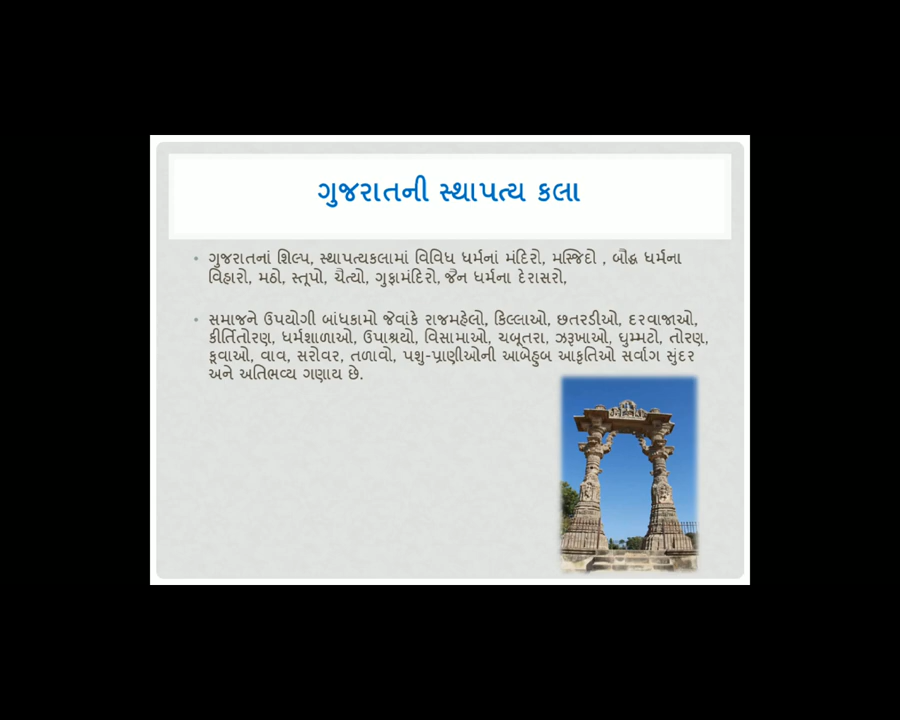 ગુજરાતની સ્થાપત્ય કલા
• ગુજરાતનાં શિલ્પ, સ્થાપત્યકલામાં વિવિધ ધર્મનાં મંદિરો, મસ્જિદો , બૌદ્ધ ધર્મના
વિહારો, મઠો, સ્તૂપો, ચૈત્યો, ગુફામંદિરો, જૈન ધર્મના દેરાસરો,
• સમાજને ઉપયોગી બાંધકામો જેવાંકે રાજમહેલો, કિલ્લાઓ, છતરડીઓ, દરવાજાઓ,
કીર્તિતોરણ, ધર્મશાળાઓ, ઉપાશ્રયો, વિસામાઓ, ચબૂતરા, ઝરૂખાઓ, ઘુમ્મટો, તોરણ,
કૂવાઓ, વાવ, સરોવર, તળાવો, પશુ-પ્રાણીઓની આબેહુબ આકૃતિઓ સર્વાંગ સુંદર
અને અતિભવ્ય ગણાય છે.